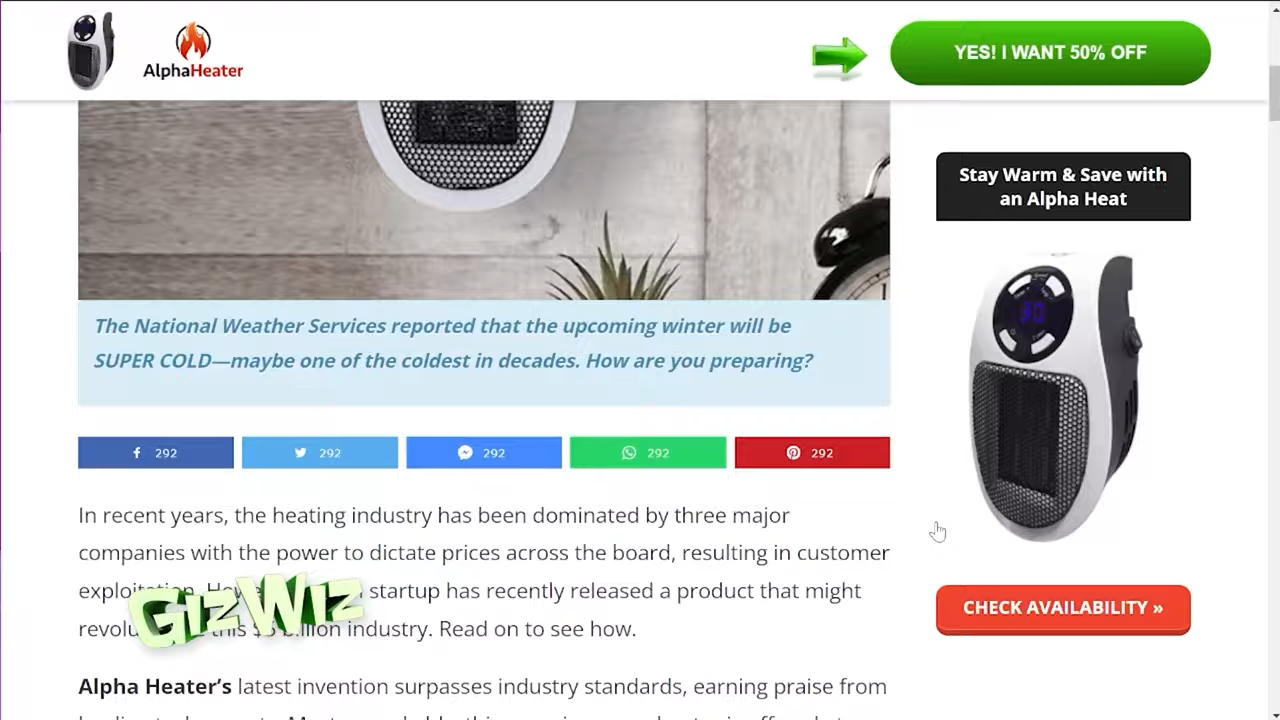 AlphaHeater
YES! I WANT 50% OFF
Stay Warm & Save with
an Alpha Heat
30
The National Weather Services reported that the upcoming winter will be
SUPER COLD—maybe one of the coldest in decades. How are you preparing?
292
292
292
292
292
CHECK AVAILABILITY »
In recent years, the heating industry has been dominated by three major
companies with the power to dictate prices across the board, resulting in customer
startup has recently released a product that might
this billion industry. Read on to see how.
GizWiz
Alpha Heater's latest invention surpasses industry standards, earning praise from